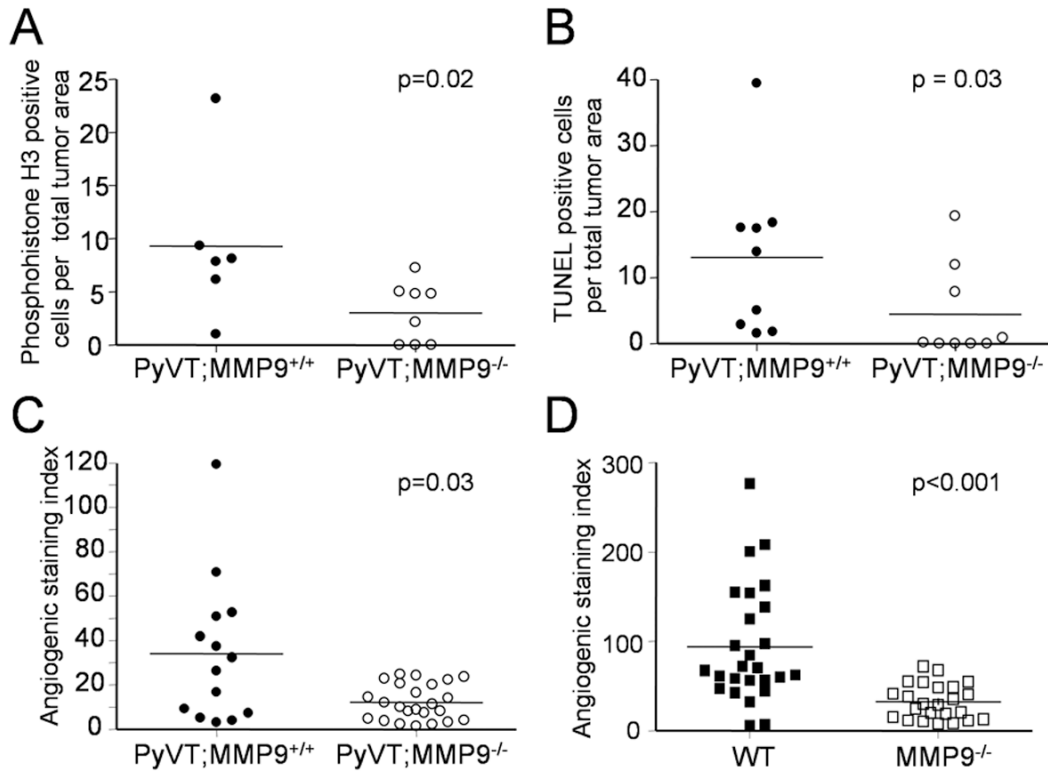 A
Phosphohistone H3 positive
cells per total tumor area
25
20
15
10
5
0
p=0.02
PyVT;MMP9+/+
PyVT;MMP9-/-
B
TUNEL positive cells
per total tumor area
40
30
20
10
0
p = 0.03
PyVT;MMP9+/+
PyVT;MMP9-/-
C
Angiogenic staining index
120
100
80
60
40
20
0
p=0.03
PyVT;MMP9+/+
PyVT;MMP9-/-
D
Angiogenic staining index
300
200
100
0
p<0.001
WT
MMP9-/-